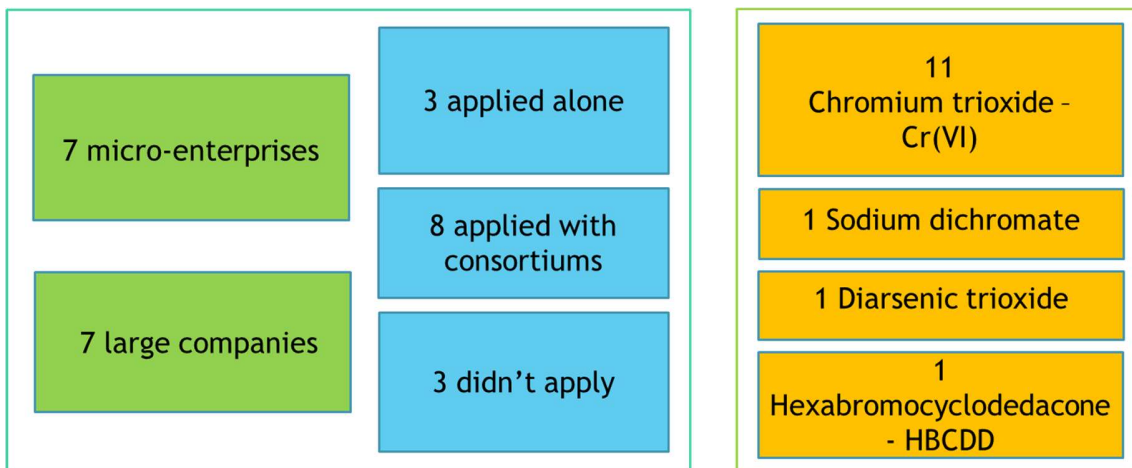 7 micro-enterprises
7 large companies
3 applied alone
8 applied with
consortiums
3 didn't apply
11
Chromium trioxide –
Cr(VI)
1 Sodium dichromate
1 Diarsenic trioxide
1
Hexabromocyclodedacone
- HBCDD